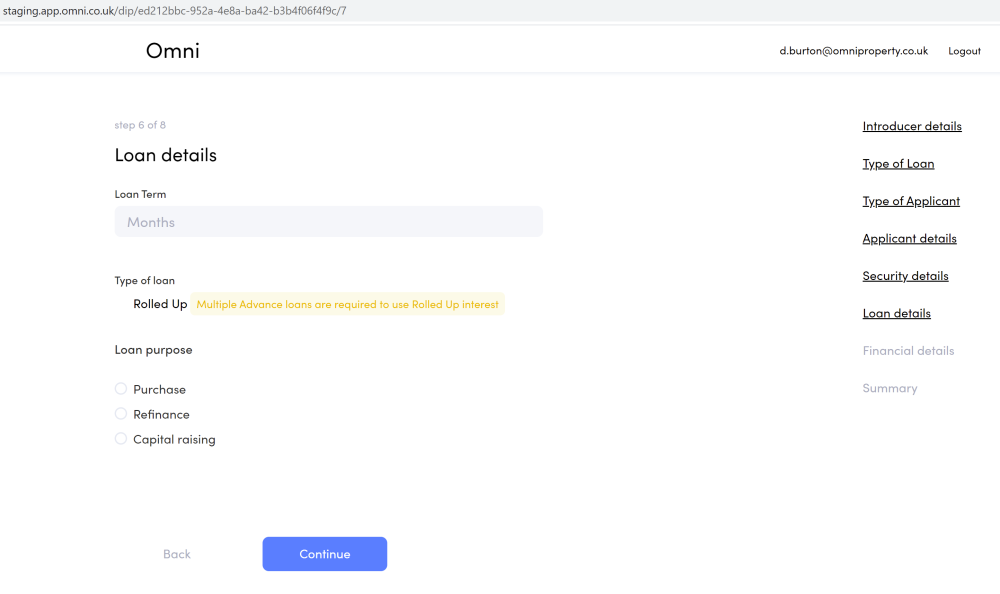 staging.app.omni.co.uk/dip/ed212bbc-952a-4e8a-ba42-b3b4f06f4f9c/7
Omni
d.burton@omniproperty.co.uk Logout
step 6 of 8
Loan details
Loan Term
Months
Type of loan
Rolled Up Multiple Advance loans are required to use Rolled Up interest
Loan purpose
Purchase
Refinance
Capital raising
Back Continue
Introducer details
Type of Loan
Type of Applicant
Applicant details
Security details
Loan details
Financial details
Summary